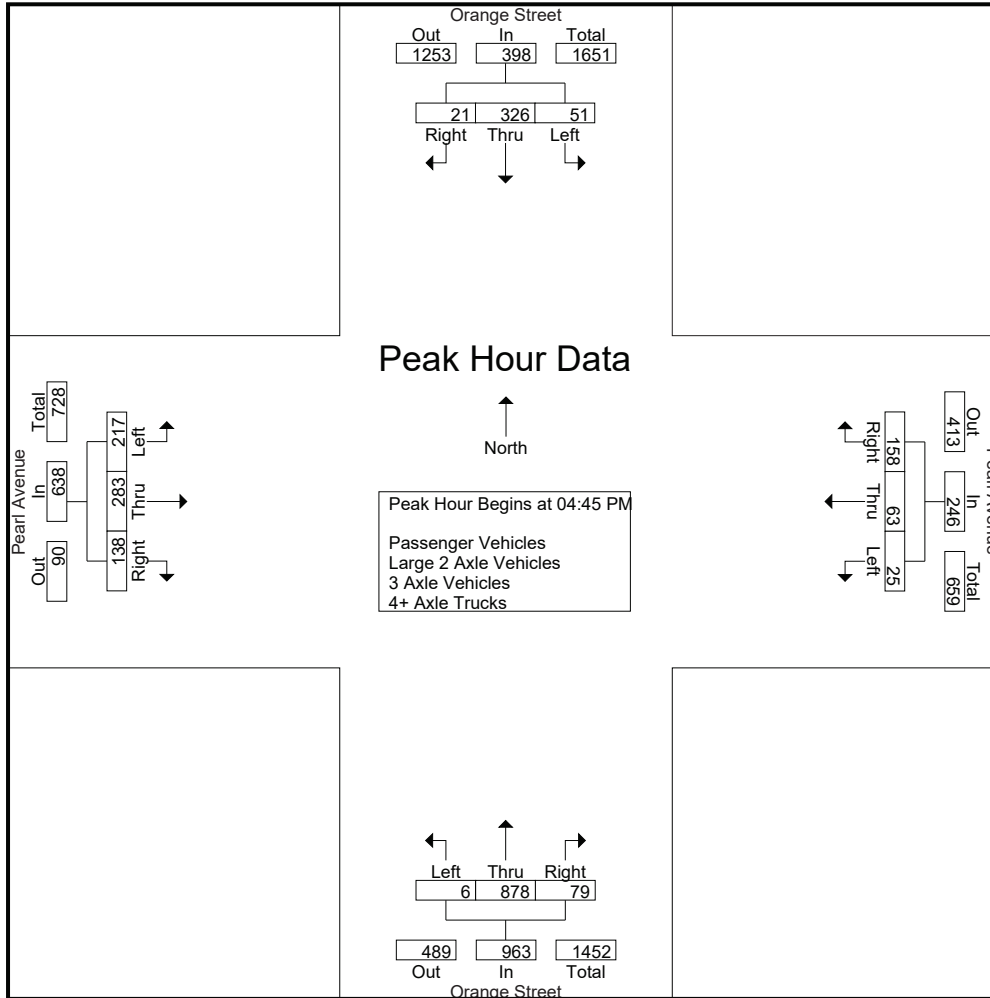 Orange Street
Out In Total
1253 398 1651
21 326 51
Right Thru Left
Peak Hour Data
North
Peak Hour Begins at 04:45 PM
Passenger Vehicles
Large 2 Axle Vehicles
3 Axle Vehicles
4+ Axle Trucks
Pearl Avenue
Total In Out
728 638 90
217 283 138
Left Thru Right
Right Thru Left
158 63 25
Out In Total
413 246 659
Left Thru Right
6 878 79
489 963 1452
Out In Total
Orange Street